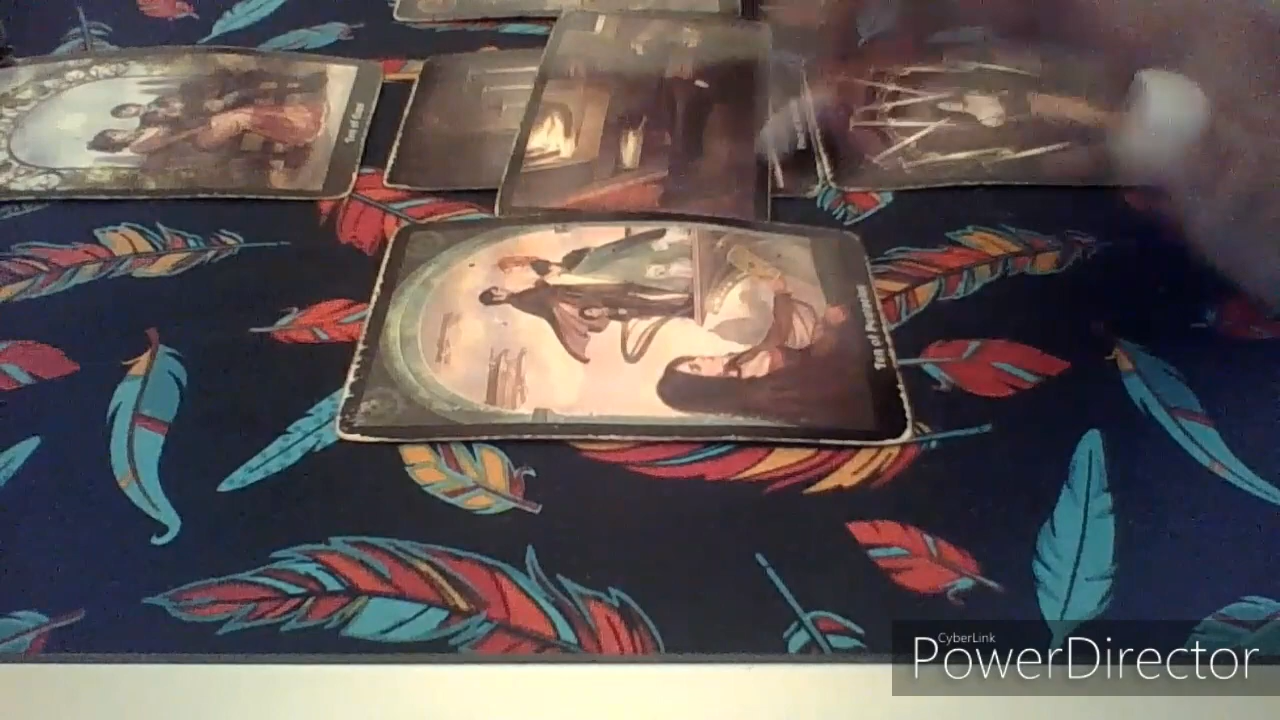 Ten of Cups
Ten of Pentacles
CyberLink
PowerDirector